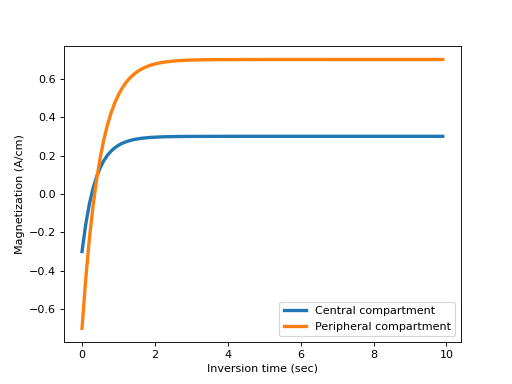 0.6
0.4
0.2
0.0
−0.2
−0.4
−0.6
Magnetization (A/cm)
Central compartment
Peripheral compartment
0 2 4 6 8 10
Inversion time (sec)